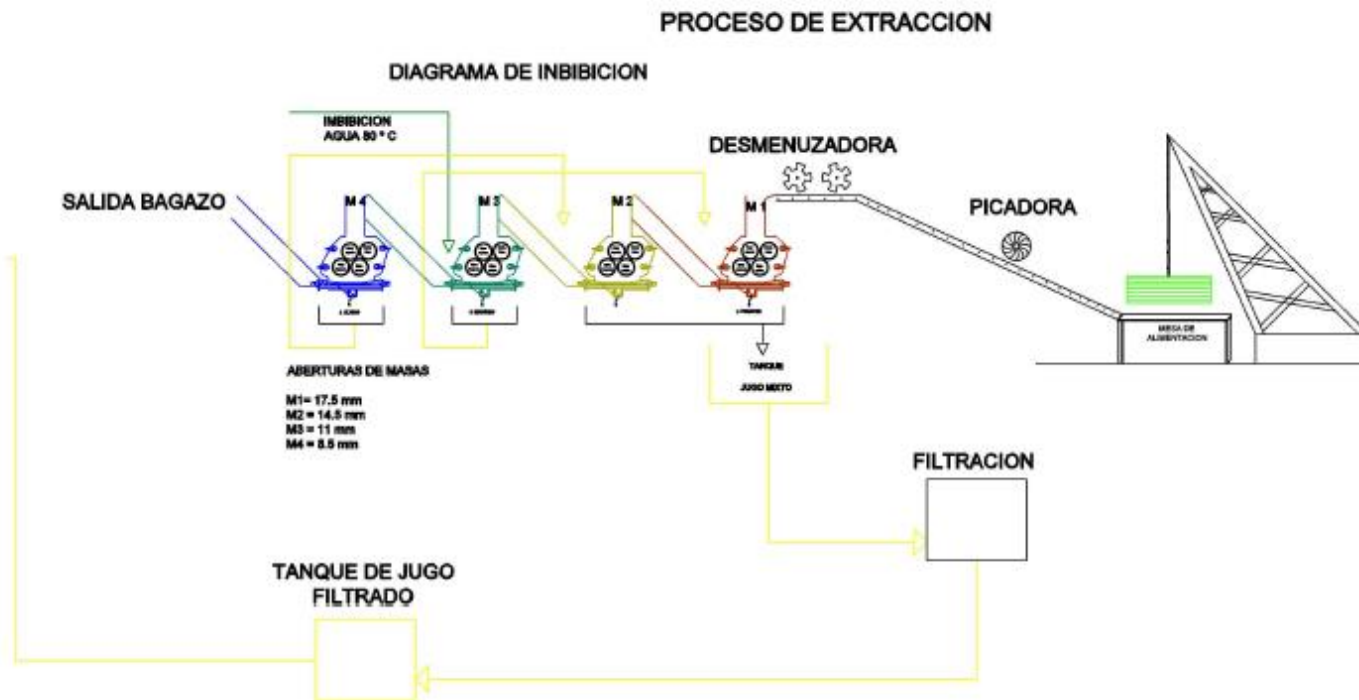 PROCESO DE EXTRACCION
DIAGRAMA DE INBIBICION
IMBIBICION
AGUA 80 ° C
DESMENUZADORA
SALIDA BAGAZO
M 4
M 3
M 2
M 1
PICADORA
MESA DE
ALIMENTACION
TANQUE
JUGO MIXTO
ABERTURAS DE MASAS
M1= 17.5 mm
M2 = 14.5 mm
M3 = 11 mm
M4 = 8.5 mm
FILTRACION
TANQUE DE JUGO
FILTRADO